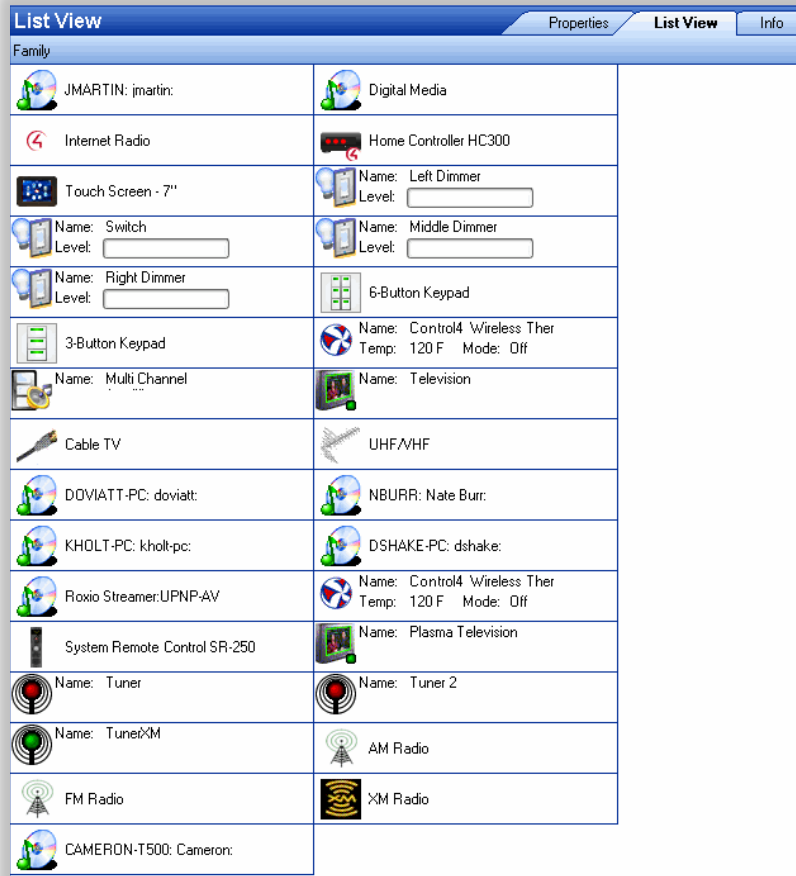 List View
Properties
List View
Info
Family
JMARTIN: jmartin:
Digital Media
Internet Radio
Home Controller HC300
Touch Screen - 7"
Name: Left Dimmer
Level:
Name: Switch
Level:
Name: Middle Dimmer
Level:
Name: Right Dimmer
Level:
6-Button Keypad
3-Button Keypad
Name: Control4 Wireless Ther
Temp: 120 F Mode: Off
Name: Multi Channel
Name: Television
Cable TV
UHF/VHF
DOVIATT-PC: doviatt:
NBURR: Nate Burr:
KHOLT-PC: kholt-pc:
DSHAKE-PC: dshake:
Roxio Streamer:UPNP-AV
Name: Control4 Wireless Ther
Temp: 120 F Mode: Off
System Remote Control SR-250
Name: Plasma Television
Name: Tuner
Name: Tuner 2
Name: TunerXM
AM Radio
FM Radio
XM
XM Radio
CAMERON-T500: Cameron: